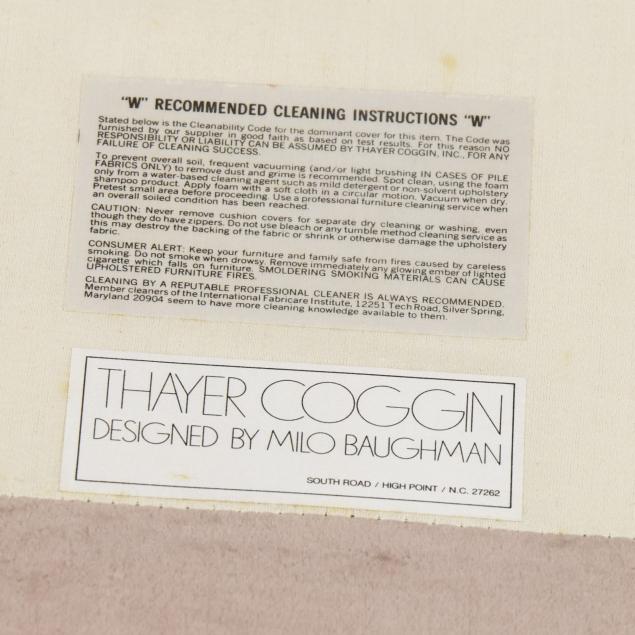 "W" RECOMMENDED CLEANING INSTRUCTIONS "W"
Stated below is the Cleanability Code for the dominant cover for this item. The Code was
furnished by our supplier in good faith as based on test results. For this reason NO
RESPONSIBILITY OR LIABILITY CAN BE ASSUMED BY THAYER COGGIN, INC., FOR ANY
FAILURE OF CLEANING SUCCESS.
To prevent overall soil, frequent vacuuming (and/or light brushing IN CASES OF PILE
FABRICS ONLY) to remove dust and grime is recommended. Spot clean, using the foam
only from a water-based cleaning agent such as mild detergent or non-solvent upholstery
shampoo product. Apply foam with a soft cloth in a circular motion. Vacuum when dry.
Pretest small area before proceeding. Use a professional furniture cleaning service when
an overall soiled condition has been reached.
CAUTION: Never remove cushion covers for separate dry cleaning or washing, even
though they do have zippers. Do not use bleach or any tumble method cleaning service as
this may destroy the backing of the fabric or shrink or otherwise damage the upholstery
fabric.
CONSUMER ALERT: Keep your furniture and family safe from fires caused by careless
smoking. Do not smoke when drowsy. Remove immediately any glowing ember of lighted
cigarette which falls on furniture. SMOLDERING SMOKING MATERIALS CAN CAUSE
UPHOLSTERED FURNITURE FIRES.
CLEANING BY A REPUTABLE PROFESSIONAL CLEANER IS ALWAYS RECOMMENDED.
Member cleaners of the International Fabricare Institute, 12251 Tech Road, Silver Spring,
Maryland 20904 seem to have more cleaning knowledge available to them.
THAYER COGGIN
DESIGNED BY MILO BAUGHMAN
SOUTH ROAD / HIGH POINT / N.C. 27262